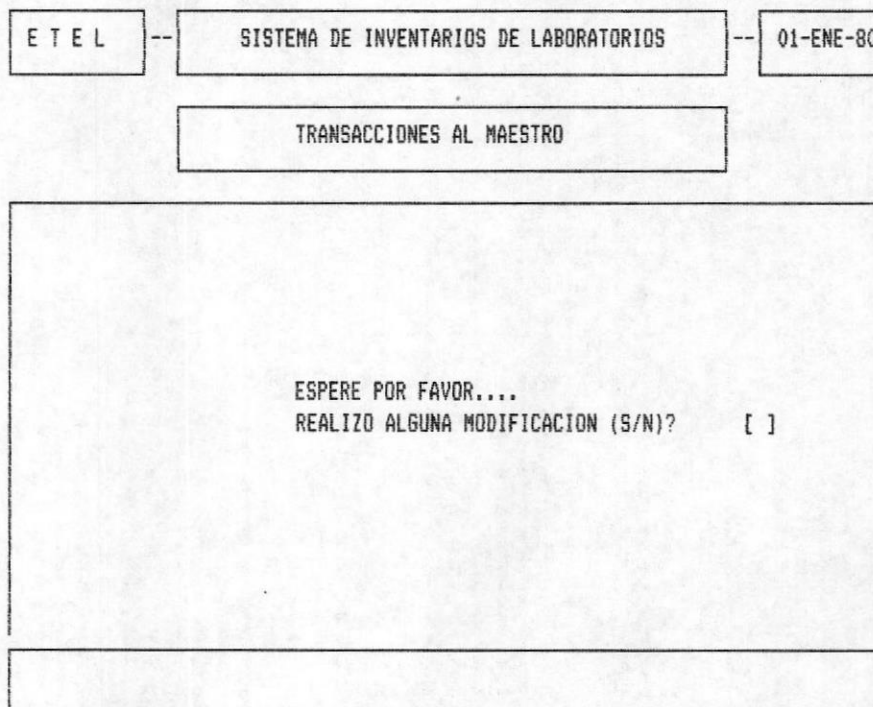 E T E L -- SISTEMA DE INVENTARIOS DE LABORATORIOS -- 01-ENE-80
TRANSACCIONES AL MAESTRO
ESPERE POR FAVOR....
REALIZO ALGUNA MODIFICACION (S/N)? [ ]